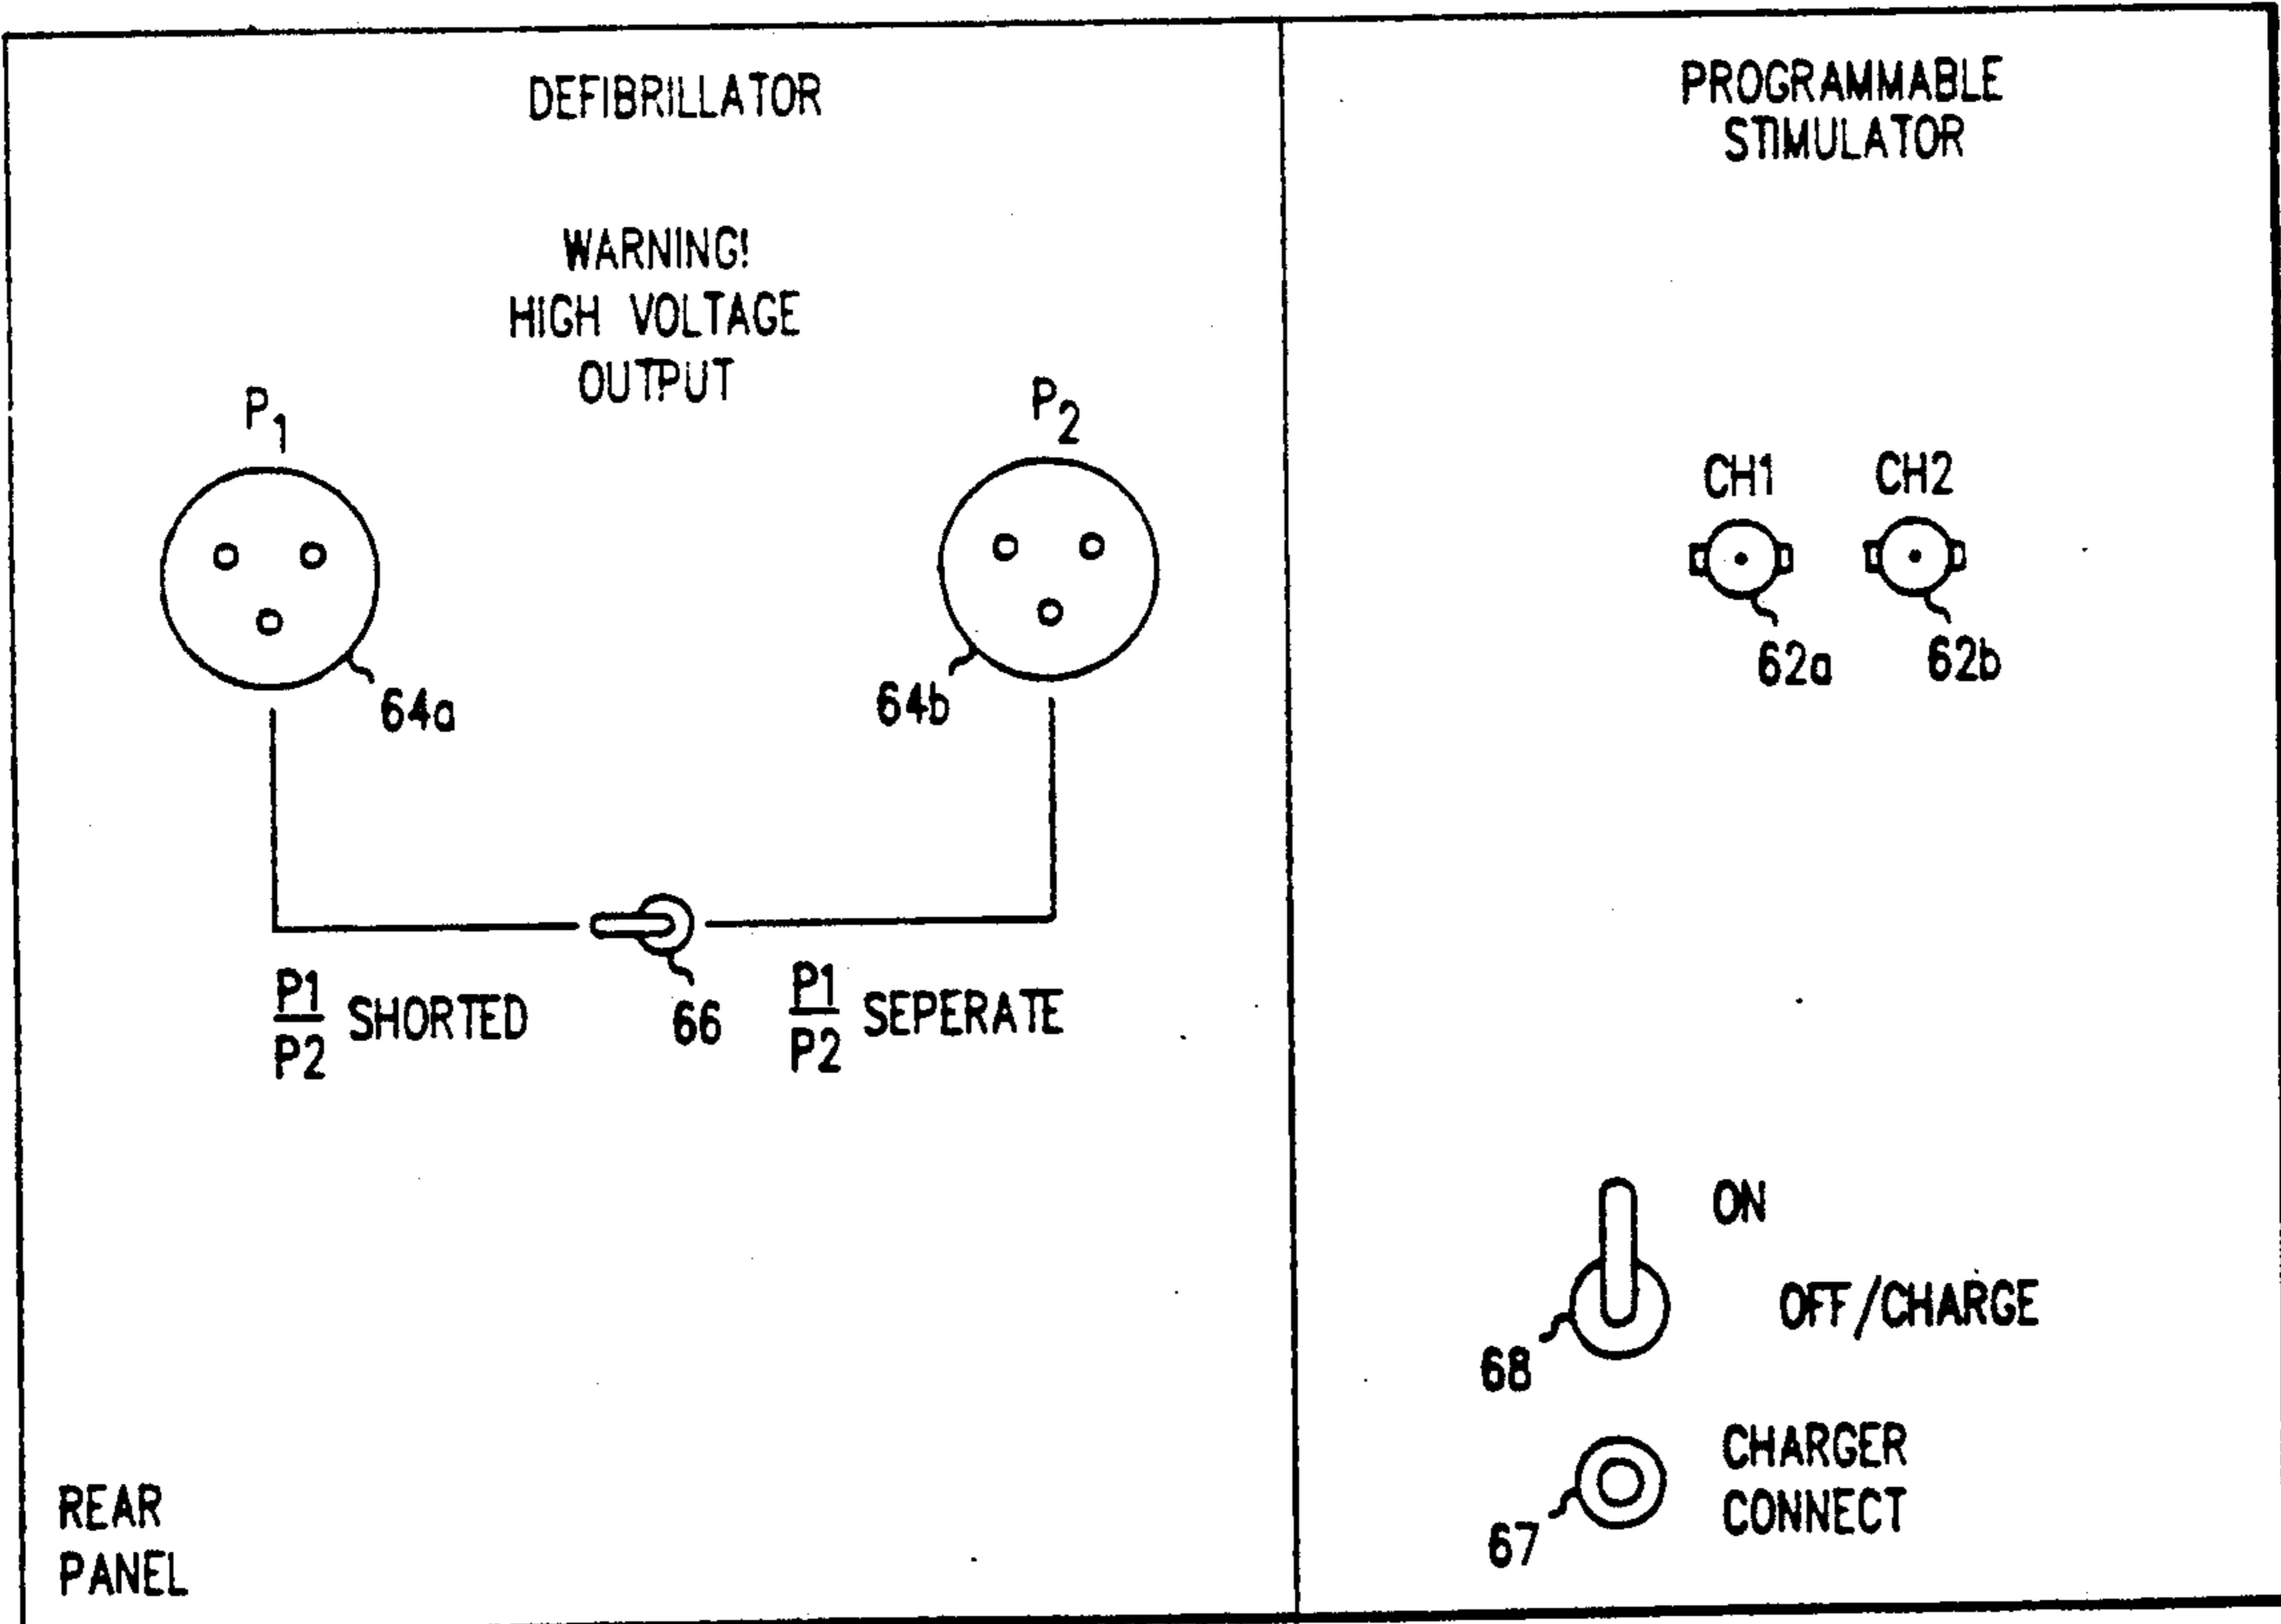 DEFIBRILLATOR
WARNING!
HIGH VOLTAGE
OUTPUT
P1
P2
64a
64b
P1
P2 SHORTED
66
P1
P2 SEPERATE
REAR
PANEL
PROGRAMMABLE
STIMULATOR
CH1 CH2
62a 62b
ON
OFF/CHARGE
68
CHARGER
CONNECT
67